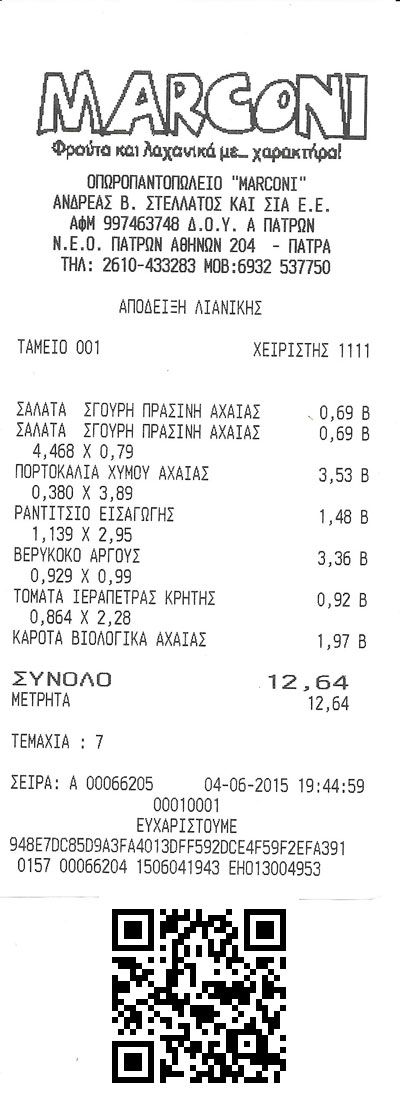 MARCONI
Φρούτα και λαχανικά με... χαρακτήρα!
ΟΠΩΡΟΠΑΝΤΟΠΩΛΕΙΟ "MARCONI"
ΑΝΔΡΕΑΣ Β. ΣΤΕΛΛΑΤΟΣ ΚΑΙ ΣΙΑ Ε.Ε.
ΑΦΜ 997463748 Δ.Ο.Υ. Α ΠΑΤΡΩΝ
Ν.Ε.Ο. ΠΑΤΡΩΝ ΑΘΗΝΩΝ 204 - ΠΑΤΡΑ
ΤΗΛ: 2610-433283 ΜΟΒ:6932 537750
ΑΠΟΔΕΙΞΗ ΛΙΑΝΙΚΗΣ
ΤΑΜΕΙΟ 001 ΧΕΙΡΙΣΤΗΣ 1111
ΣΑΛΑΤΑ ΣΓΟΥΡΗ ΠΡΑΣΙΝΗ ΑΧΑΙΑΣ 0,69 Β
ΣΑΛΑΤΑ ΣΓΟΥΡΗ ΠΡΑΣΙΝΗ ΑΧΑΙΑΣ 0,69 Β
4,468 X 0,79
ΠΟΡΤΟΚΑΛΙΑ ΧΥΜΟΥ ΑΧΑΙΑΣ 3,53 Β
0,380 X 3,89
ΡΑΝΤΙΤΣΙΟ ΕΙΣΑΓΩΓΗΣ 1,48 Β
1,139 X 2,95
ΒΕΡΥΚΟΚΟ ΑΡΓΟΥΣ 3,36 Β
0,929 X 0,99
ΤΟΜΑΤΑ ΙΕΡΑΠΕΤΡΑΣ ΚΡΗΤΗΣ 0,92 Β
0,864 X 2,28
ΚΑΡΟΤΑ ΒΙΟΛΟΓΙΚΑ ΑΧΑΙΑΣ 1,97 Β
ΣΥΝΟΛΟ 12,64
ΜΕΤΡΗΤΑ 12,64
ΤΕΜΑΧΙΑ : 7
ΣΕΙΡΑ: Α 00066205 04-06-2015 19:44:59
00010001
ΕΥΧΑΡΙΣΤΟΥΜΕ
948E7DC85D9A3FA4013DFF592DCE4F59F2EFA391
0157 00066204 1506041943 ΕΗ013004953